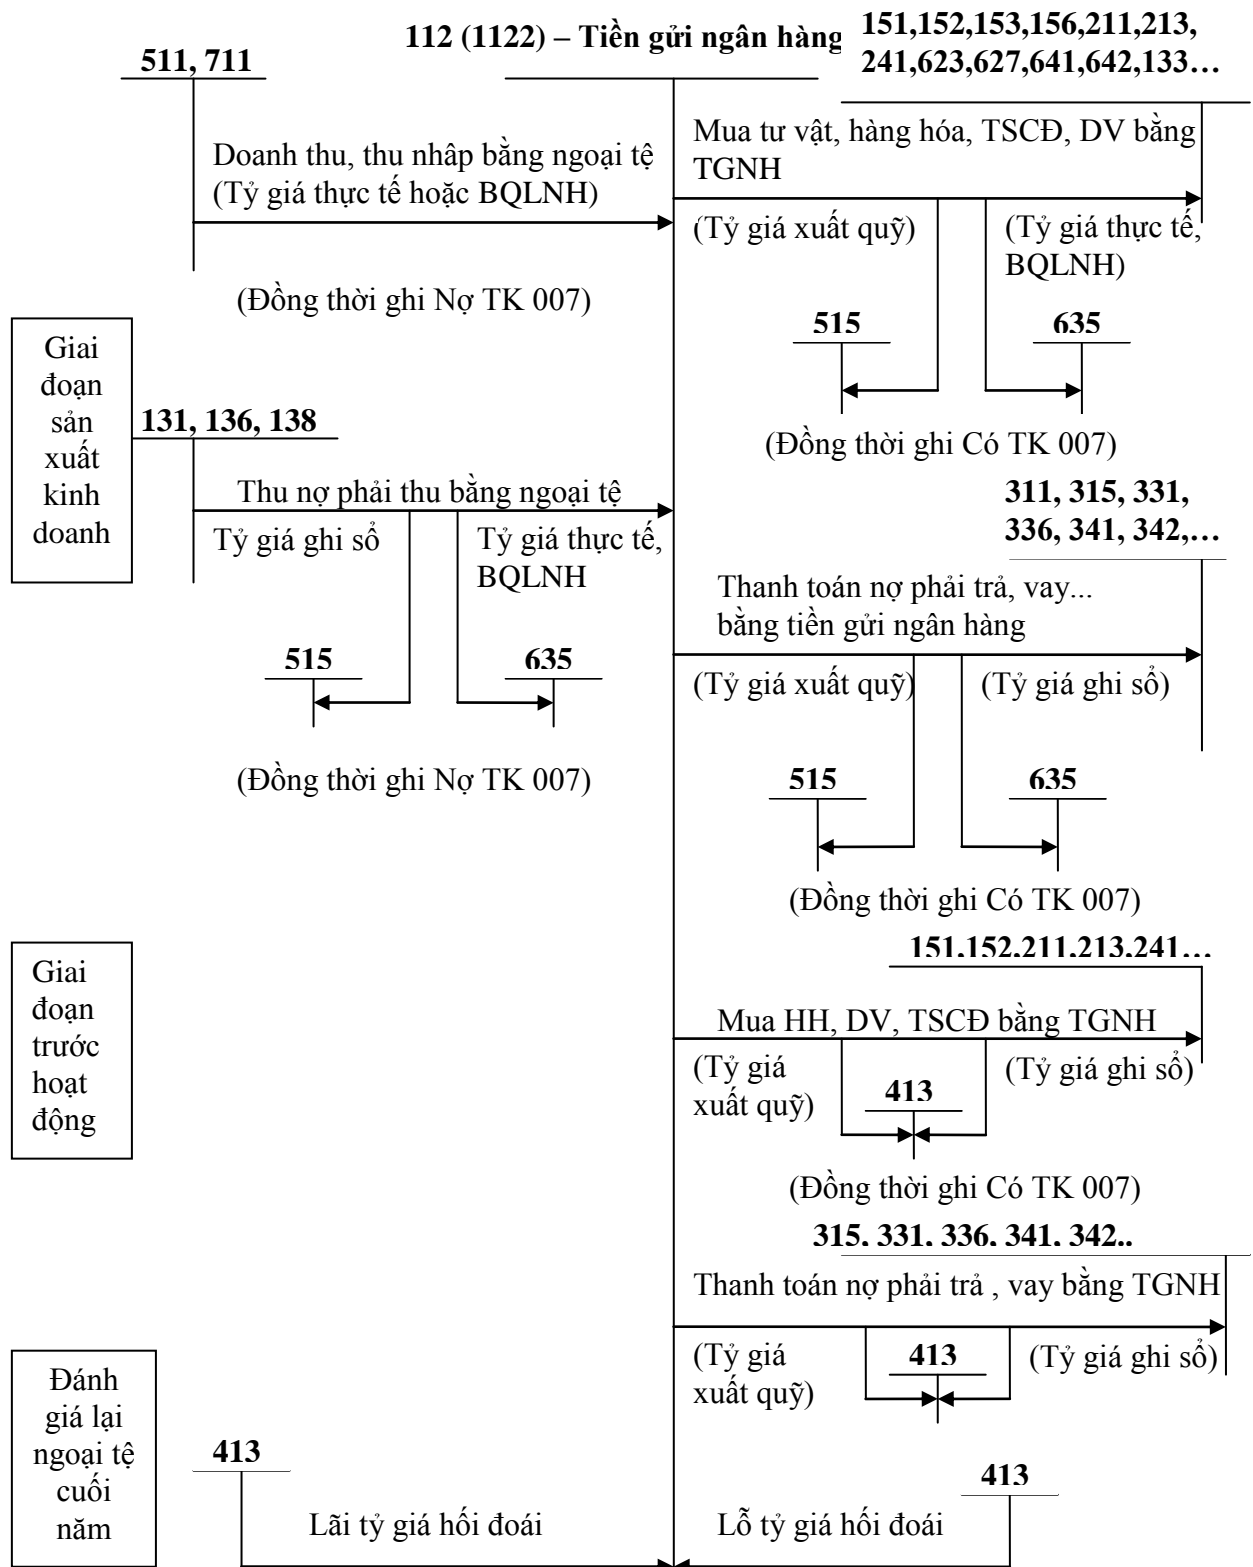 112 (1122) – Tiền gửi ngân hàng
151,152,153,156,211,213,
241,623,627,641,642,133…
511, 711
Doanh thu, thu nhâp bằng ngoại tệ
(Tỷ giá thực tế hoặc BQLNH)
(Đồng thời ghi Nợ TK 007)
Mua tư vật, hàng hóa, TSCĐ, DV bằng
TGNH
(Tỷ giá xuất quỹ)
(Tỷ giá thực tế,
BQLNH)
515
635
(Đồng thời ghi Có TK 007)
Giai
đoạn
sản
xuất
kinh
doanh
131, 136, 138
Thu nợ phải thu bằng ngoại tệ
Tỷ giá ghi sổ
Tỷ giá thực tế,
BQLNH
515
635
(Đồng thời ghi Nợ TK 007)
311, 315, 331,
336, 341, 342,…
Thanh toán nợ phải trả, vay...
bằng tiền gửi ngân hàng
(Tỷ giá xuất quỹ)
(Tỷ giá ghi sổ)
515
635
(Đồng thời ghi Có TK 007)
Giai
đoạn
trước
hoạt
động
151,152,211,213,241…
Mua HH, DV, TSCĐ bằng TGNH
(Tỷ giá
xuất quỹ)
413
(Tỷ giá ghi sổ)
(Đồng thời ghi Có TK 007)
315, 331, 336, 341, 342..
Thanh toán nợ phải trả , vay bằng TGNH
(Tỷ giá
xuất quỹ)
413
(Tỷ giá ghi sổ)
Đánh
giá lại
ngoại tệ
cuối
năm
413
Lãi tỷ giá hối đoái
413
Lỗ tỷ giá hối đoái